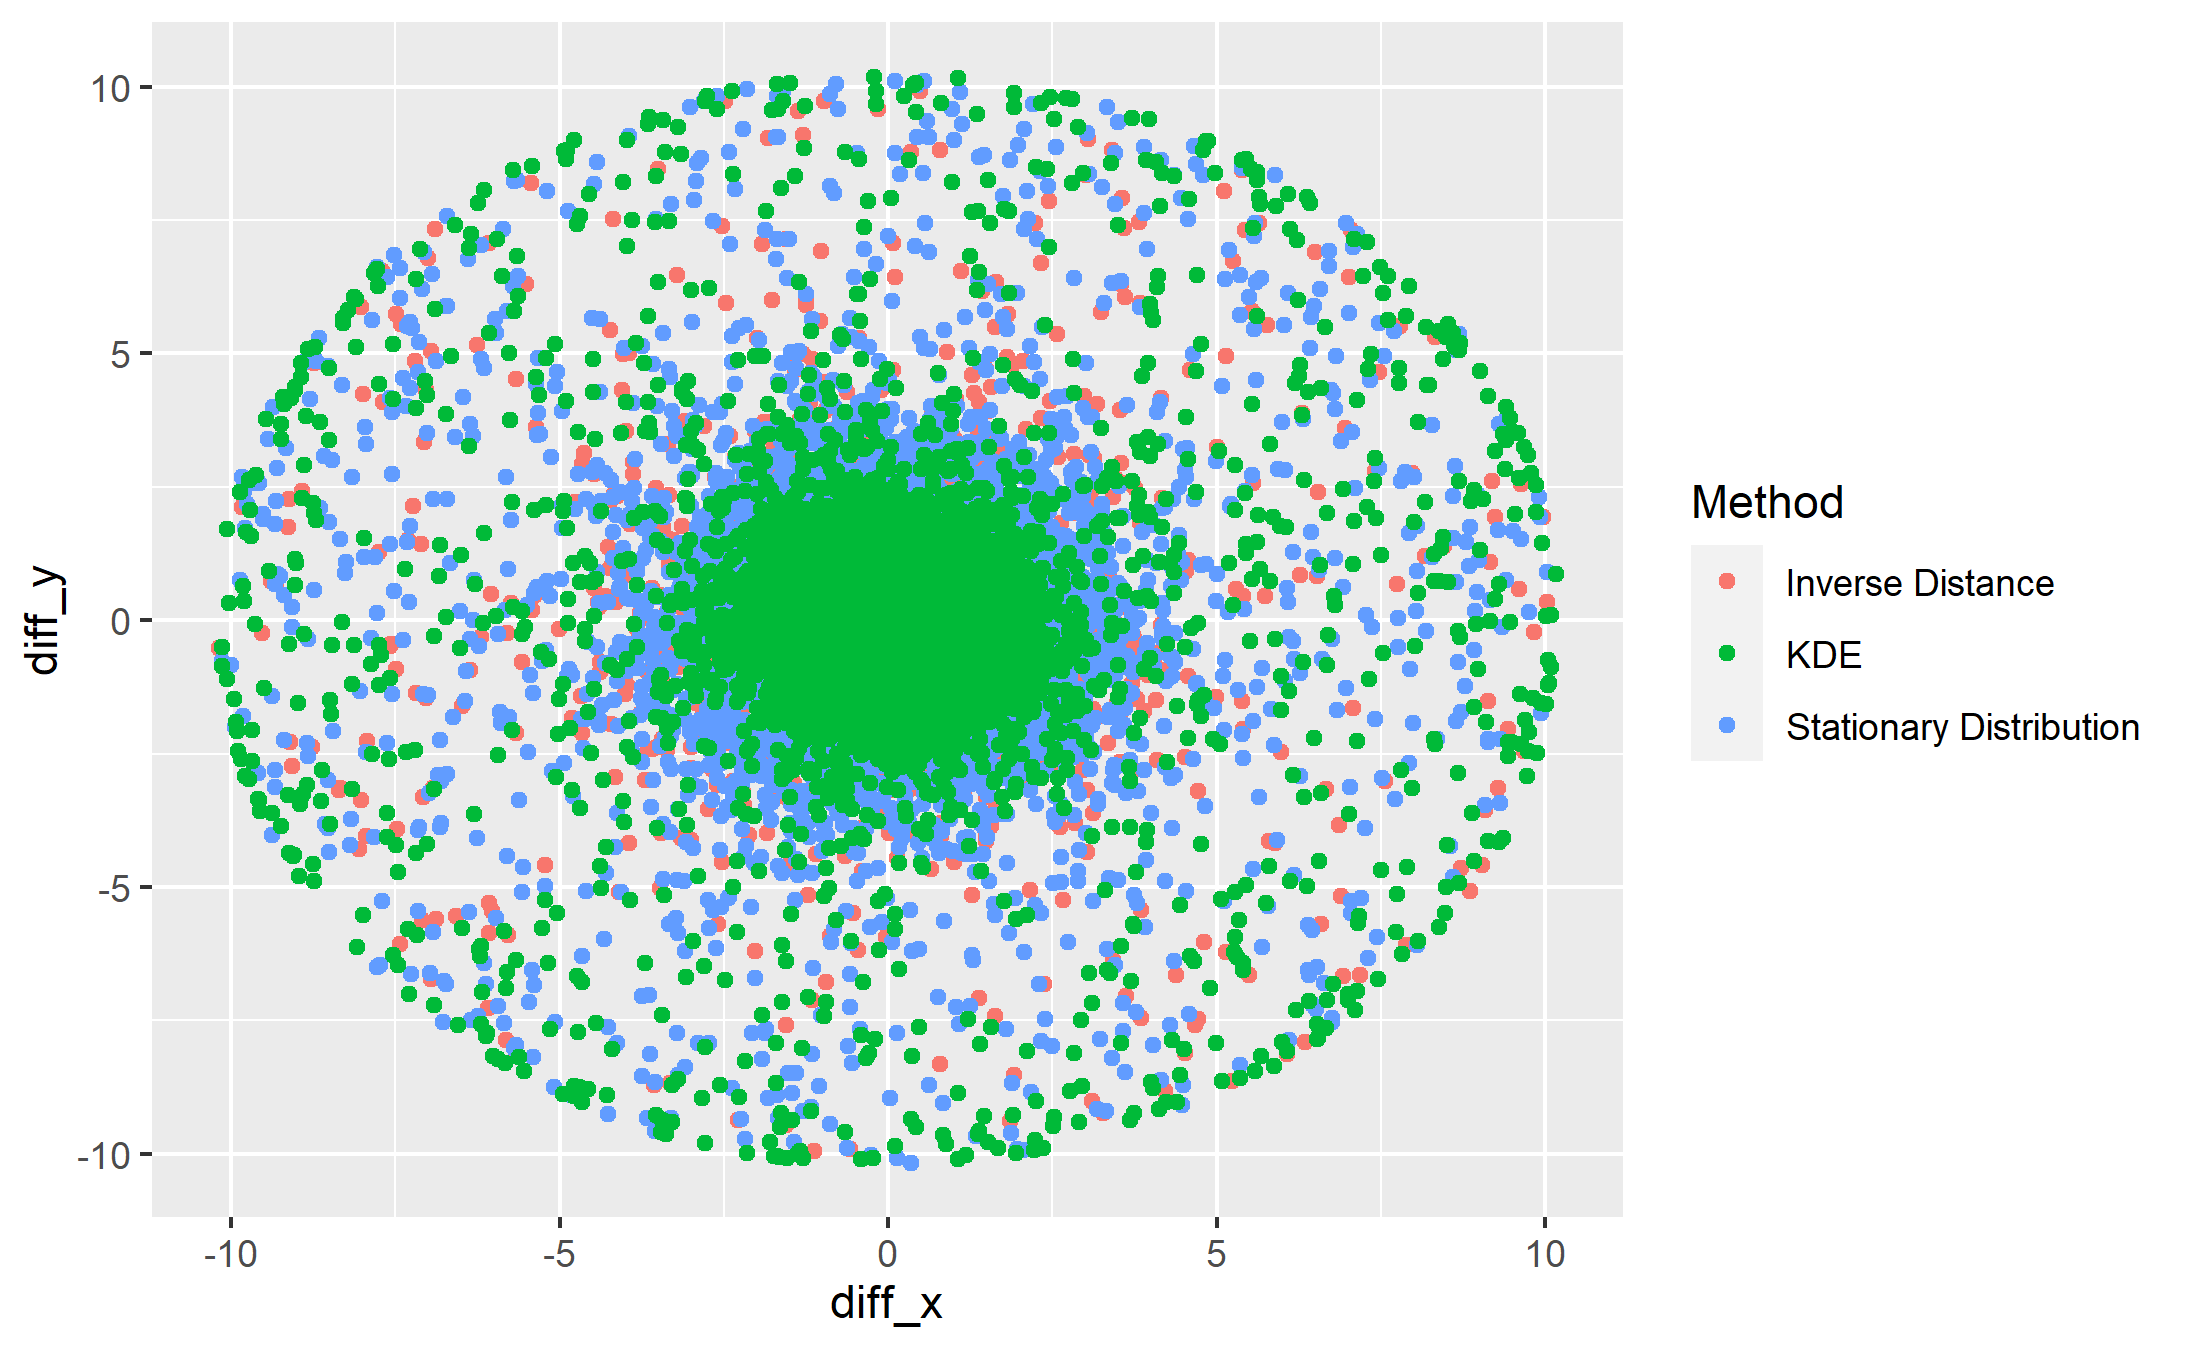 10
5
0
-5
-10
diff_y
-10 -5 0 5 10
diff_x
Method
Inverse Distance
KDE
Stationary Distribution